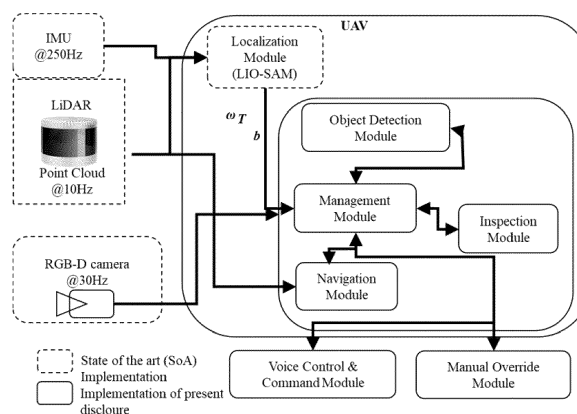 UAV
IMU
@250Hz
Localization
Module
(LIO-SAM)
LiDAR
Point Cloud
@10Hz
ω T
b
Object Detection
Module
Management
Module
Inspection
Module
RGB-D camera
@30Hz
Navigation
Module
State of the art (SoA)
Implementation
Implementation of present
discloure
Voice Control &
Command Module
Manual Override
Module